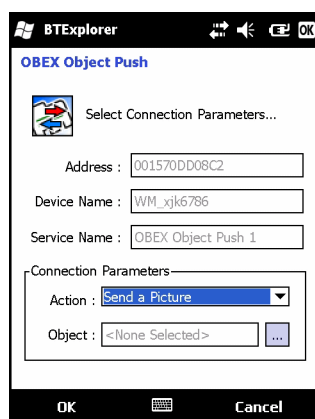 BTExplorer OK
OBEX Object Push
Select Connection Parameters...
Address : 001570DD08C2
Device Name : WM_xjk6786
Service Name : OBEX Object Push 1
Connection Parameters
Action : Send a Picture
Object : <None Selected> ...
OK Cancel